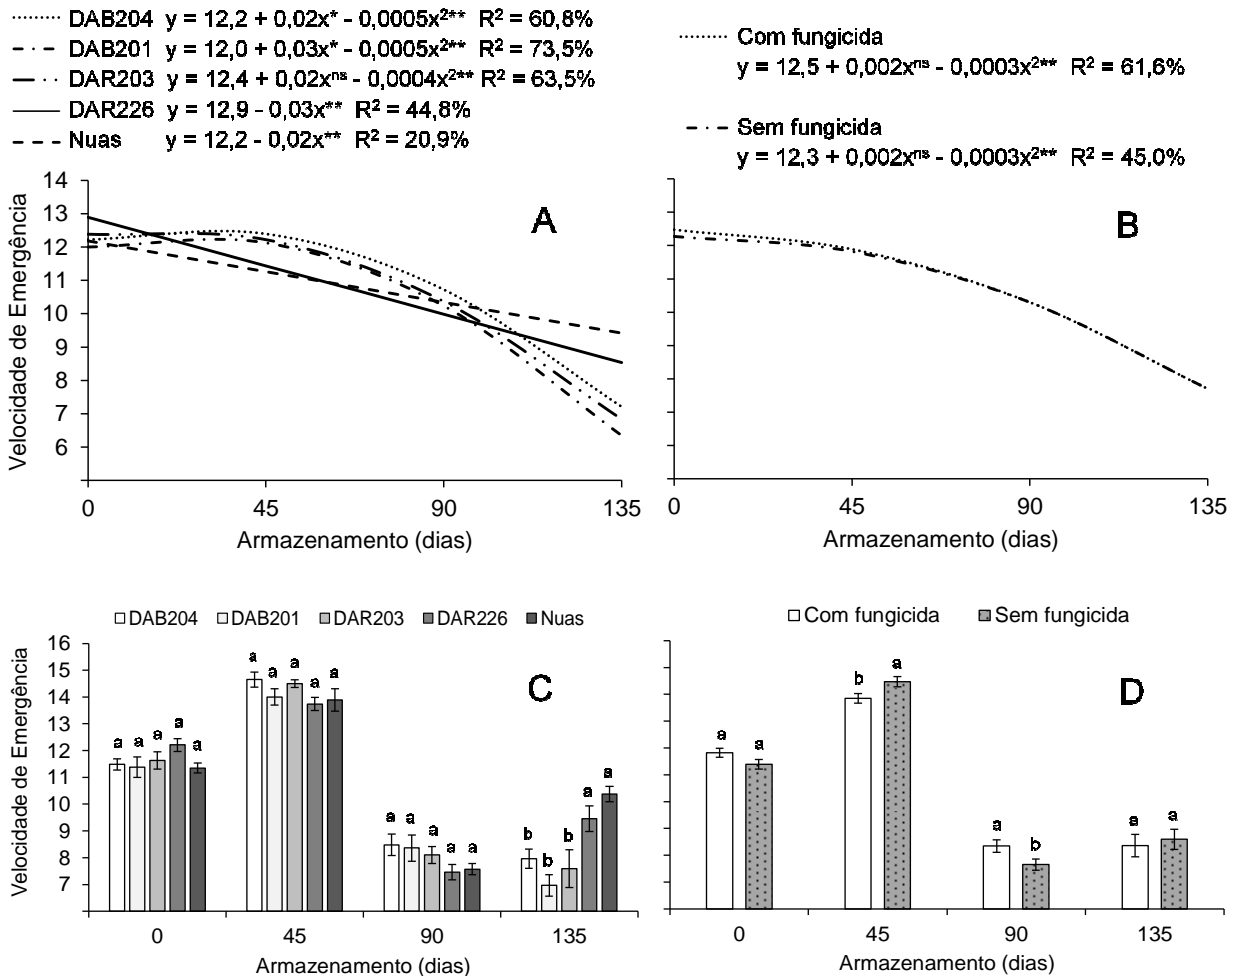 DAB204 y = 12,2 + 0,02x* - 0,0005x²** R² = 60,8%
DAB201 y = 12,0 + 0,03x* - 0,0005x²** R² = 73,5%
DAR203 y = 12,4 + 0,02xⁿˢ - 0,0004x²** R² = 63,5%
DAR226 y = 12,9 - 0,03x** R² = 44,8%
Nuas y = 12,2 - 0,02x** R² = 20,9%
Com fungicida
y = 12,5 + 0,002xⁿˢ - 0,0003x²** R² = 61,6%
Sem fungicida
y = 12,3 + 0,002xⁿˢ - 0,0003x²** R² = 45,0%
Velocidade de Emergência
14
13
12
11
10
9
8
7
6
A
0 45 90 135
Armazenamento (dias)
B
0 45 90 135
Armazenamento (dias)
DAB204 DAB201 DAR203 DAR226 Nuas
Velocidade de Emergência
16
15
14
13
12
11
10
9
8
7
C
a a a a a
a a a a a
a a a a a
b b b a a
0 45 90 135
Armazenamento (dias)
Com fungicida Sem fungicida
D
a a
b a
a b
a a
0 45 90 135
Armazenamento (dias)